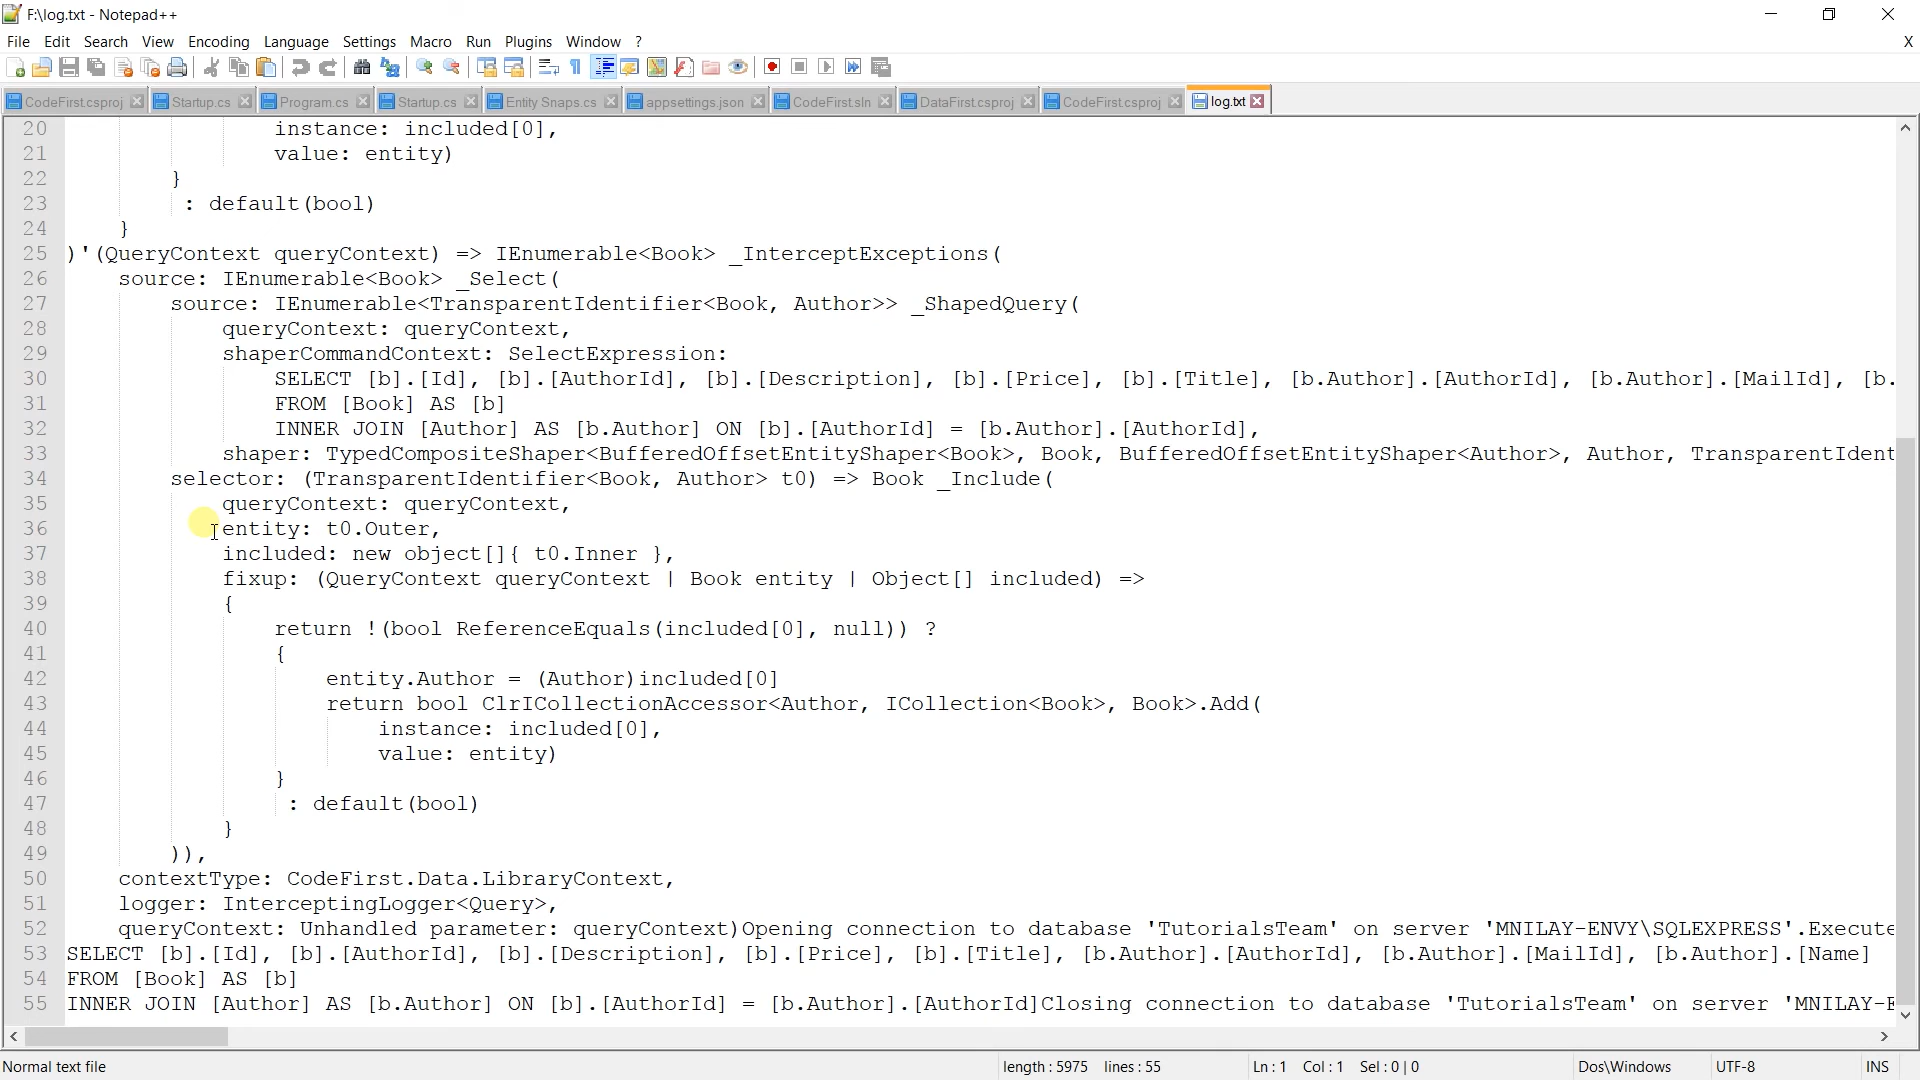 F:\log.txt - Notepad++
File Edit Search View Encoding Language Settings Macro Run Plugins Window ? X
CodeFirst.csproj Startup.cs Program.cs Startup.cs Entity Snaps.cs appsettings.json CodeFirst.sln DataFirst.csproj CodeFirst.csproj log.txt
20 instance: included[0],
21 value: entity)
22 }
23 : default(bool)
24 }
25 )'(QueryContext queryContext) => IEnumerable<Book> _InterceptExceptions(
26 source: IEnumerable<Book> _Select(
27 source: IEnumerable<TransparentIdentifier<Book, Author>> _ShapedQuery(
28 queryContext: queryContext,
29 shaperCommandContext: SelectExpression:
30 SELECT [b].[Id], [b].[AuthorId], [b].[Description], [b].[Price], [b].[Title], [b.Author].[AuthorId], [b.Author].[MailId], [b.
31 FROM [Book] AS [b]
32 INNER JOIN [Author] AS [b.Author] ON [b].[AuthorId] = [b.Author].[AuthorId],
33 shaper: TypedCompositeShaper<BufferedOffsetEntityShaper<Book>, Book, BufferedOffsetEntityShaper<Author>, Author, TransparentIdent
34 selector: (TransparentIdentifier<Book, Author> t0) => Book _Include(
35 queryContext: queryContext,
36 entity: t0.Outer,
37 included: new object[]{ t0.Inner },
38 fixup: (QueryContext queryContext | Book entity | Object[] included) =>
39 {
40 return !(bool ReferenceEquals(included[0], null)) ?
41 {
42 entity.Author = (Author)included[0]
43 return bool ClrICollectionAccessor<Author, ICollection<Book>, Book>.Add(
44 instance: included[0],
45 value: entity)
46 }
47 : default(bool)
48 }
49 )),
50 contextType: CodeFirst.Data.LibraryContext,
51 logger: InterceptingLogger<Query>,
52 queryContext: Unhandled parameter: queryContext)Opening connection to database 'TutorialsTeam' on server 'MNILAY-ENVY\SQLEXPRESS'.Execute
53 SELECT [b].[Id], [b].[AuthorId], [b].[Description], [b].[Price], [b].[Title], [b.Author].[AuthorId], [b.Author].[MailId], [b.Author].[Name]
54 FROM [Book] AS [b]
55 INNER JOIN [Author] AS [b.Author] ON [b].[AuthorId] = [b.Author].[AuthorId]Closing connection to database 'TutorialsTeam' on server 'MNILAY-E
Normal text file length : 5975 lines : 55 Ln : 1 Col : 1 Sel : 0 | 0 Dos\Windows UTF-8 INS